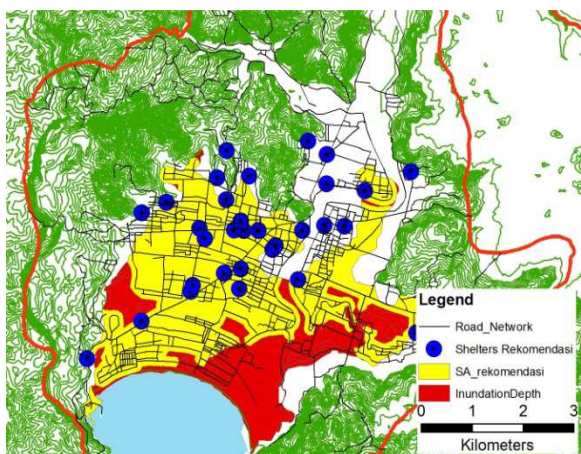 Legend
Road_Network
Shelters Rekomendasi
SA_rekomendasi
InundationDepth
0 1 2 3
Kilometers